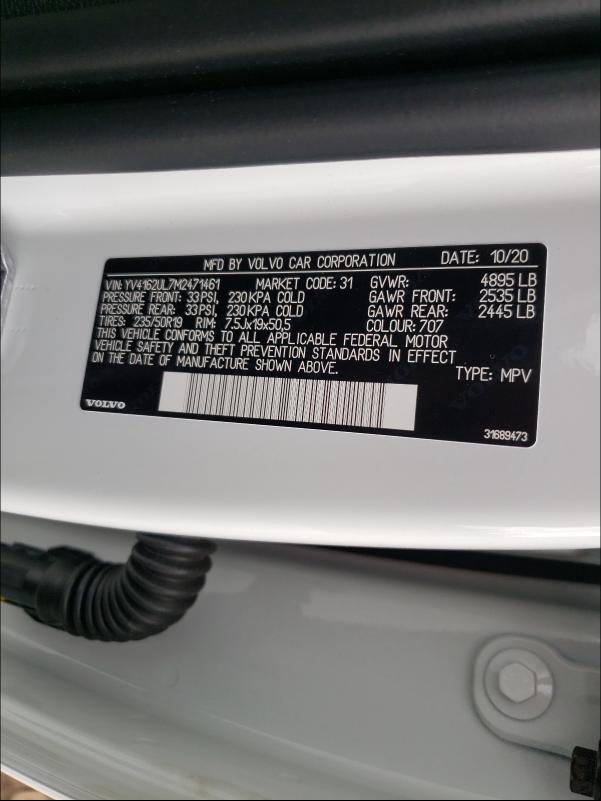 MFD BY VOLVO CAR CORPORATION DATE: 10/20
VIN: YV4162UL7M2471461 MARKET CODE: 31 GVWR: 4895 LB
PRESSURE FRONT: 33 PSI, 230 KPA COLD GAWR FRONT: 2535 LB
PRESSURE REAR: 33 PSI, 230 KPA COLD GAWR REAR: 2445 LB
TIRES: 235/50R19 RIM: 7,5Jx19x50,5 COLOUR: 707
THIS VEHICLE CONFORMS TO ALL APPLICABLE FEDERAL MOTOR
VEHICLE SAFETY AND THEFT PREVENTION STANDARDS IN EFFECT
ON THE DATE OF MANUFACTURE SHOWN ABOVE.
TYPE: MPV
VOLVO
31689473